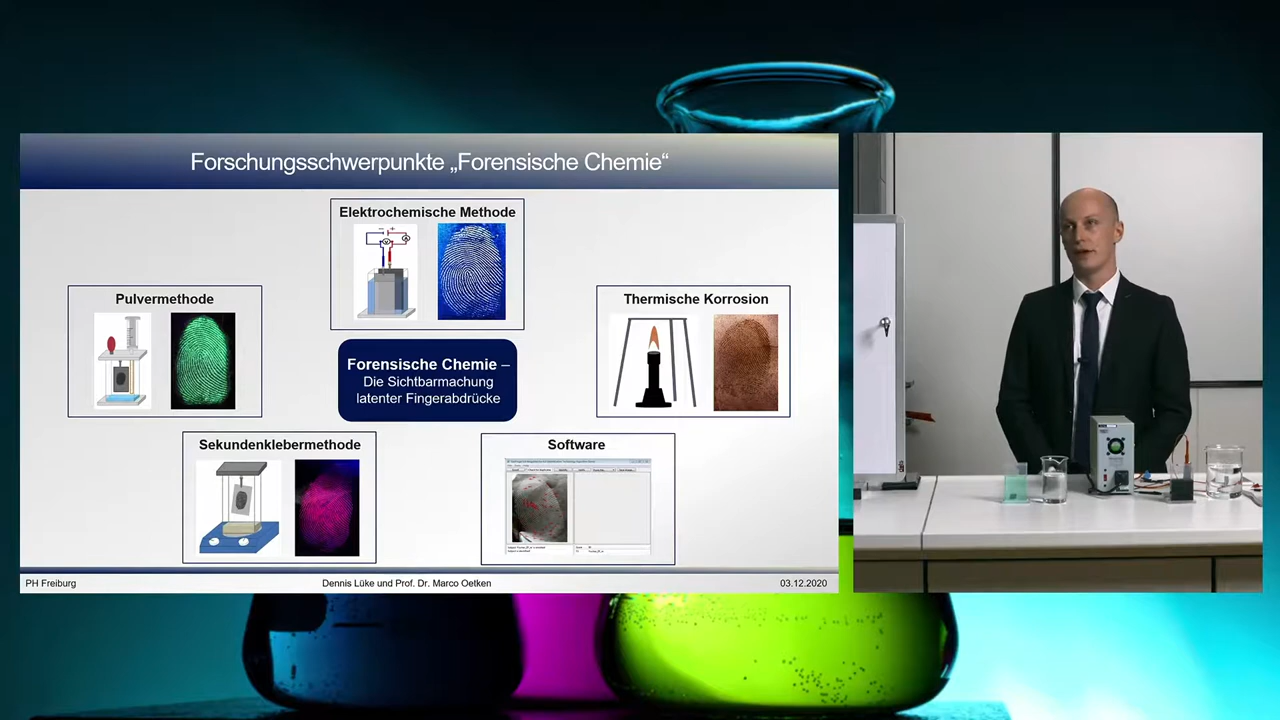 Forschungsschwerpunkte „Forensische Chemie“
Elektrochemische Methode
Pulvermethode
Thermische Korrosion
Forensische Chemie –
Die Sichtbarmachung
latenter Fingerabdrücke
Sekundenklebermethode
Software
PH Freiburg
Dennis Lüke und Prof. Dr. Marco Oetken
03.12.2020